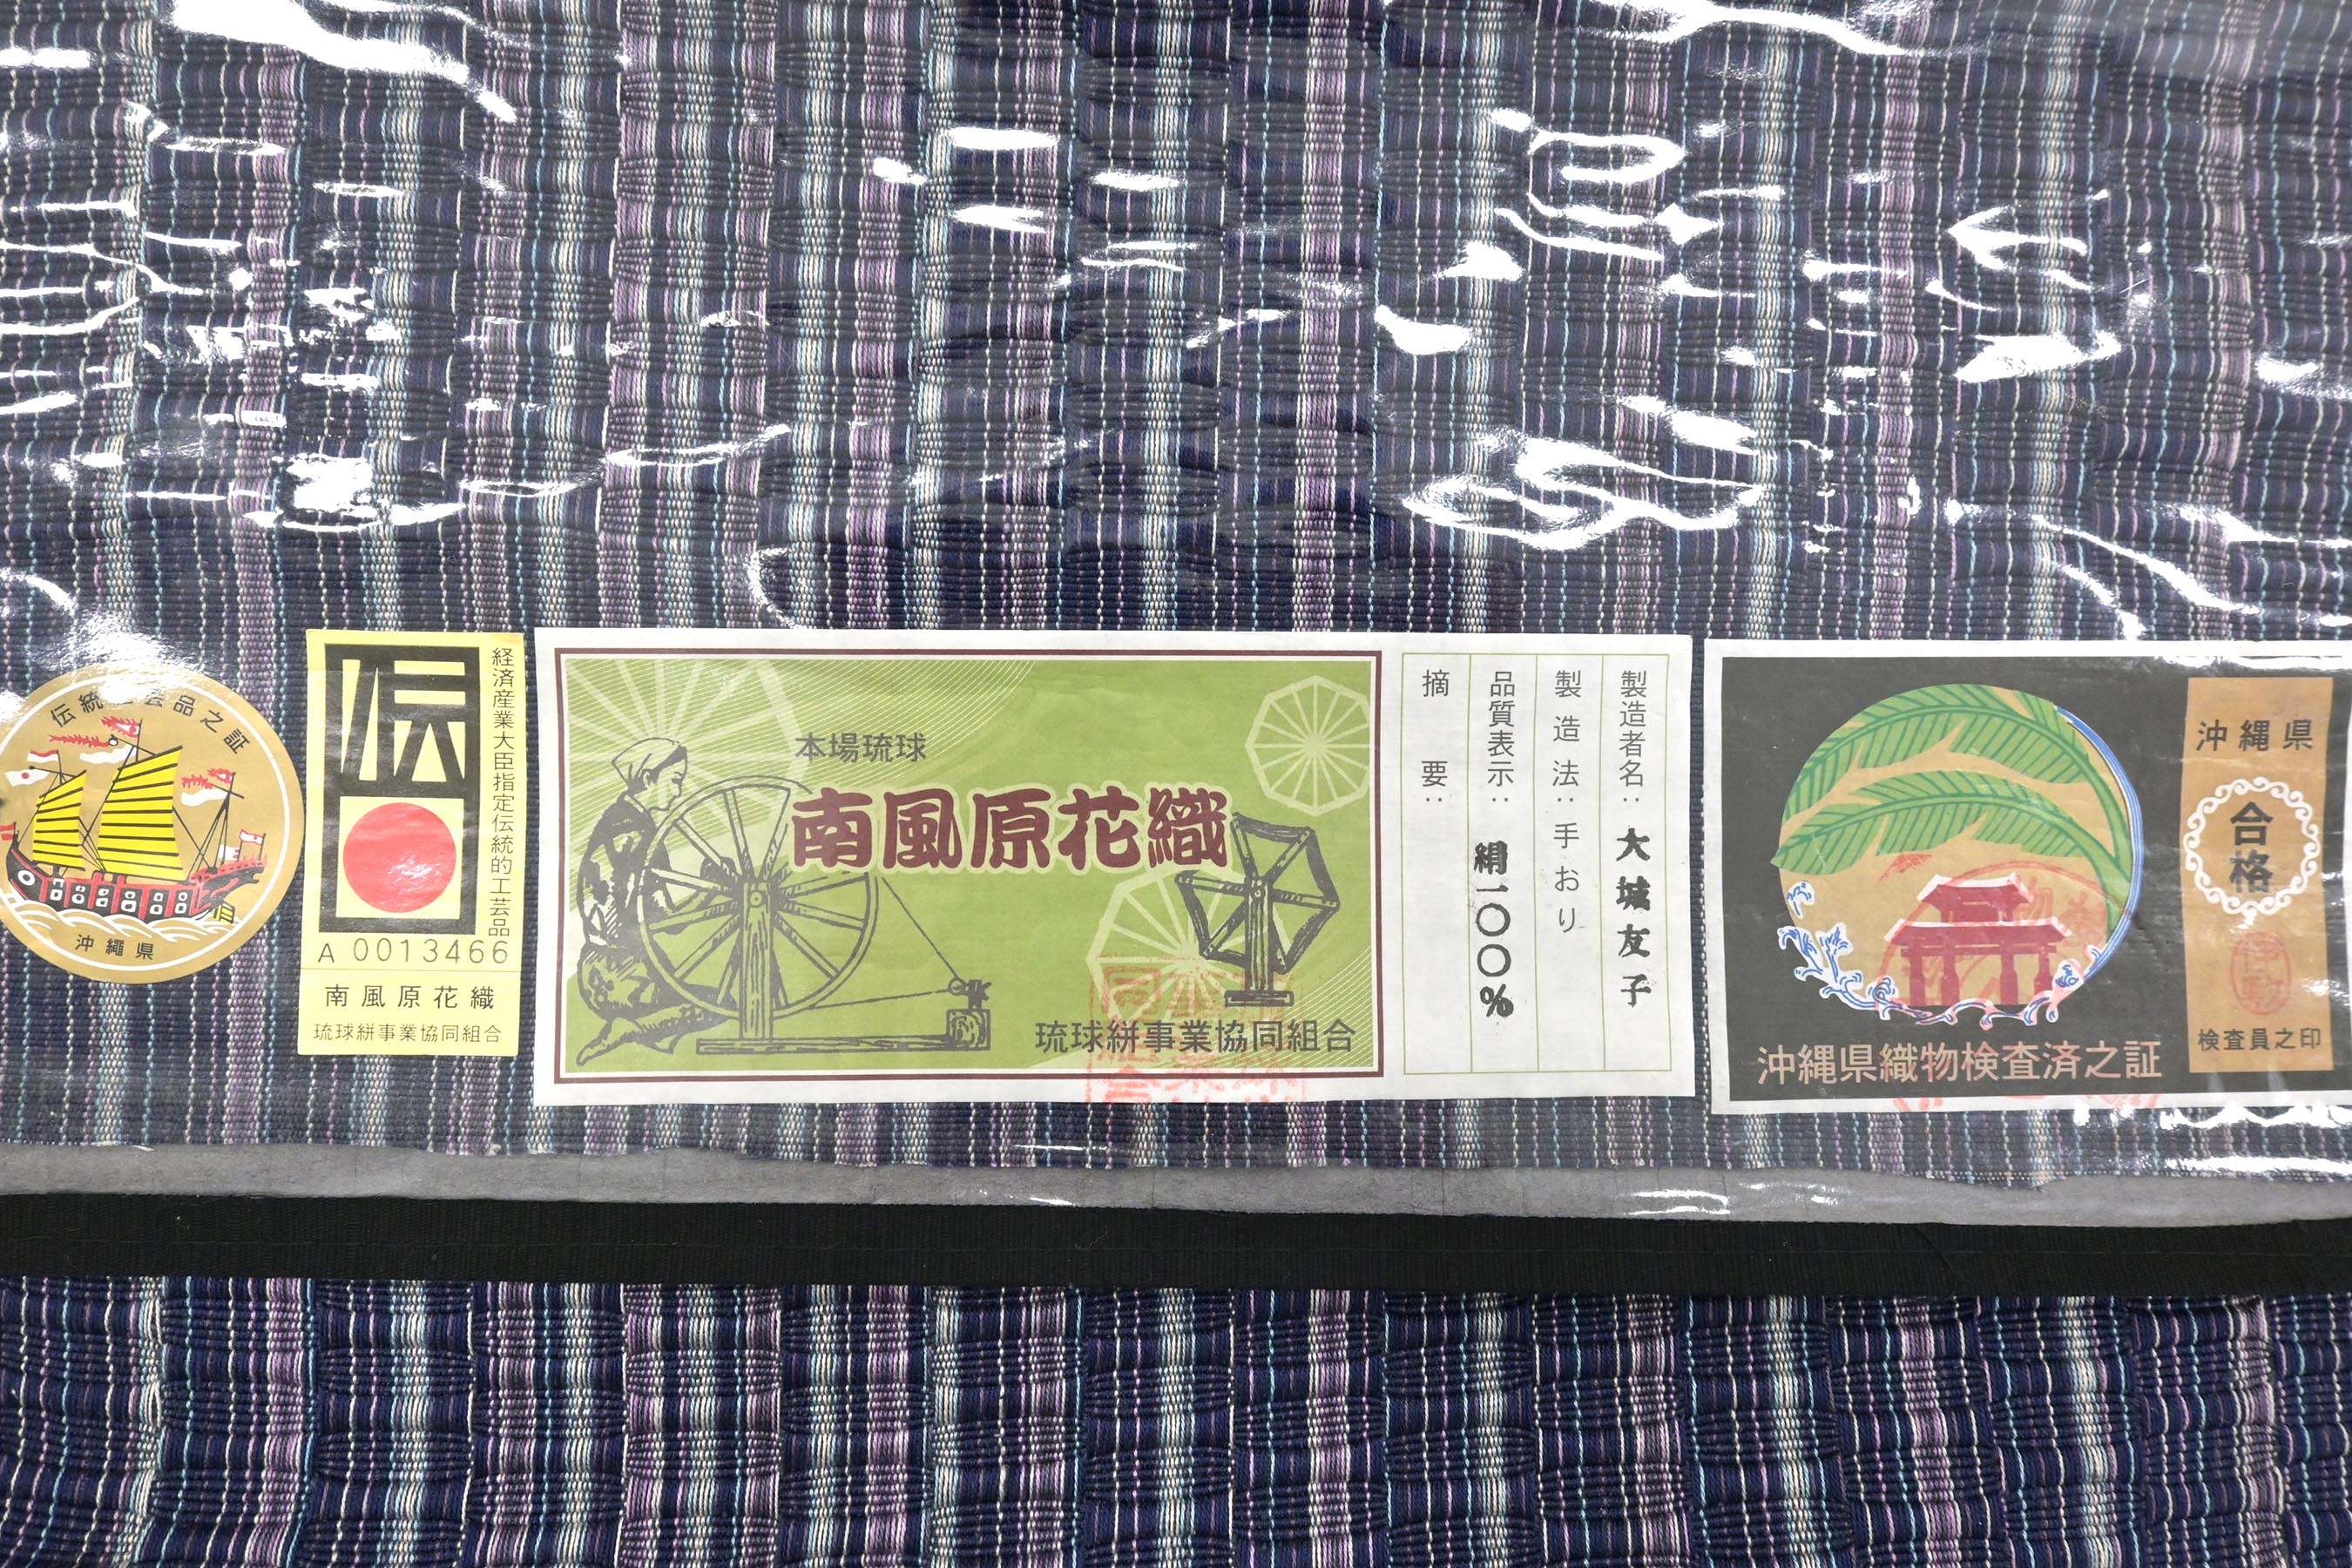 伝統工芸品之証
沖繩県
伝
経済産業大臣指定伝統的工芸品
A 0013466
南風原花織
琉球絣事業協同組合
本場琉球
南風原花織
琉球絣事業協同組合
製造者名：大城友子
製造法：手おり
品質表示：絹一〇〇%
摘要：
沖縄県織物検査済之証
沖縄県
合格
検査員之印